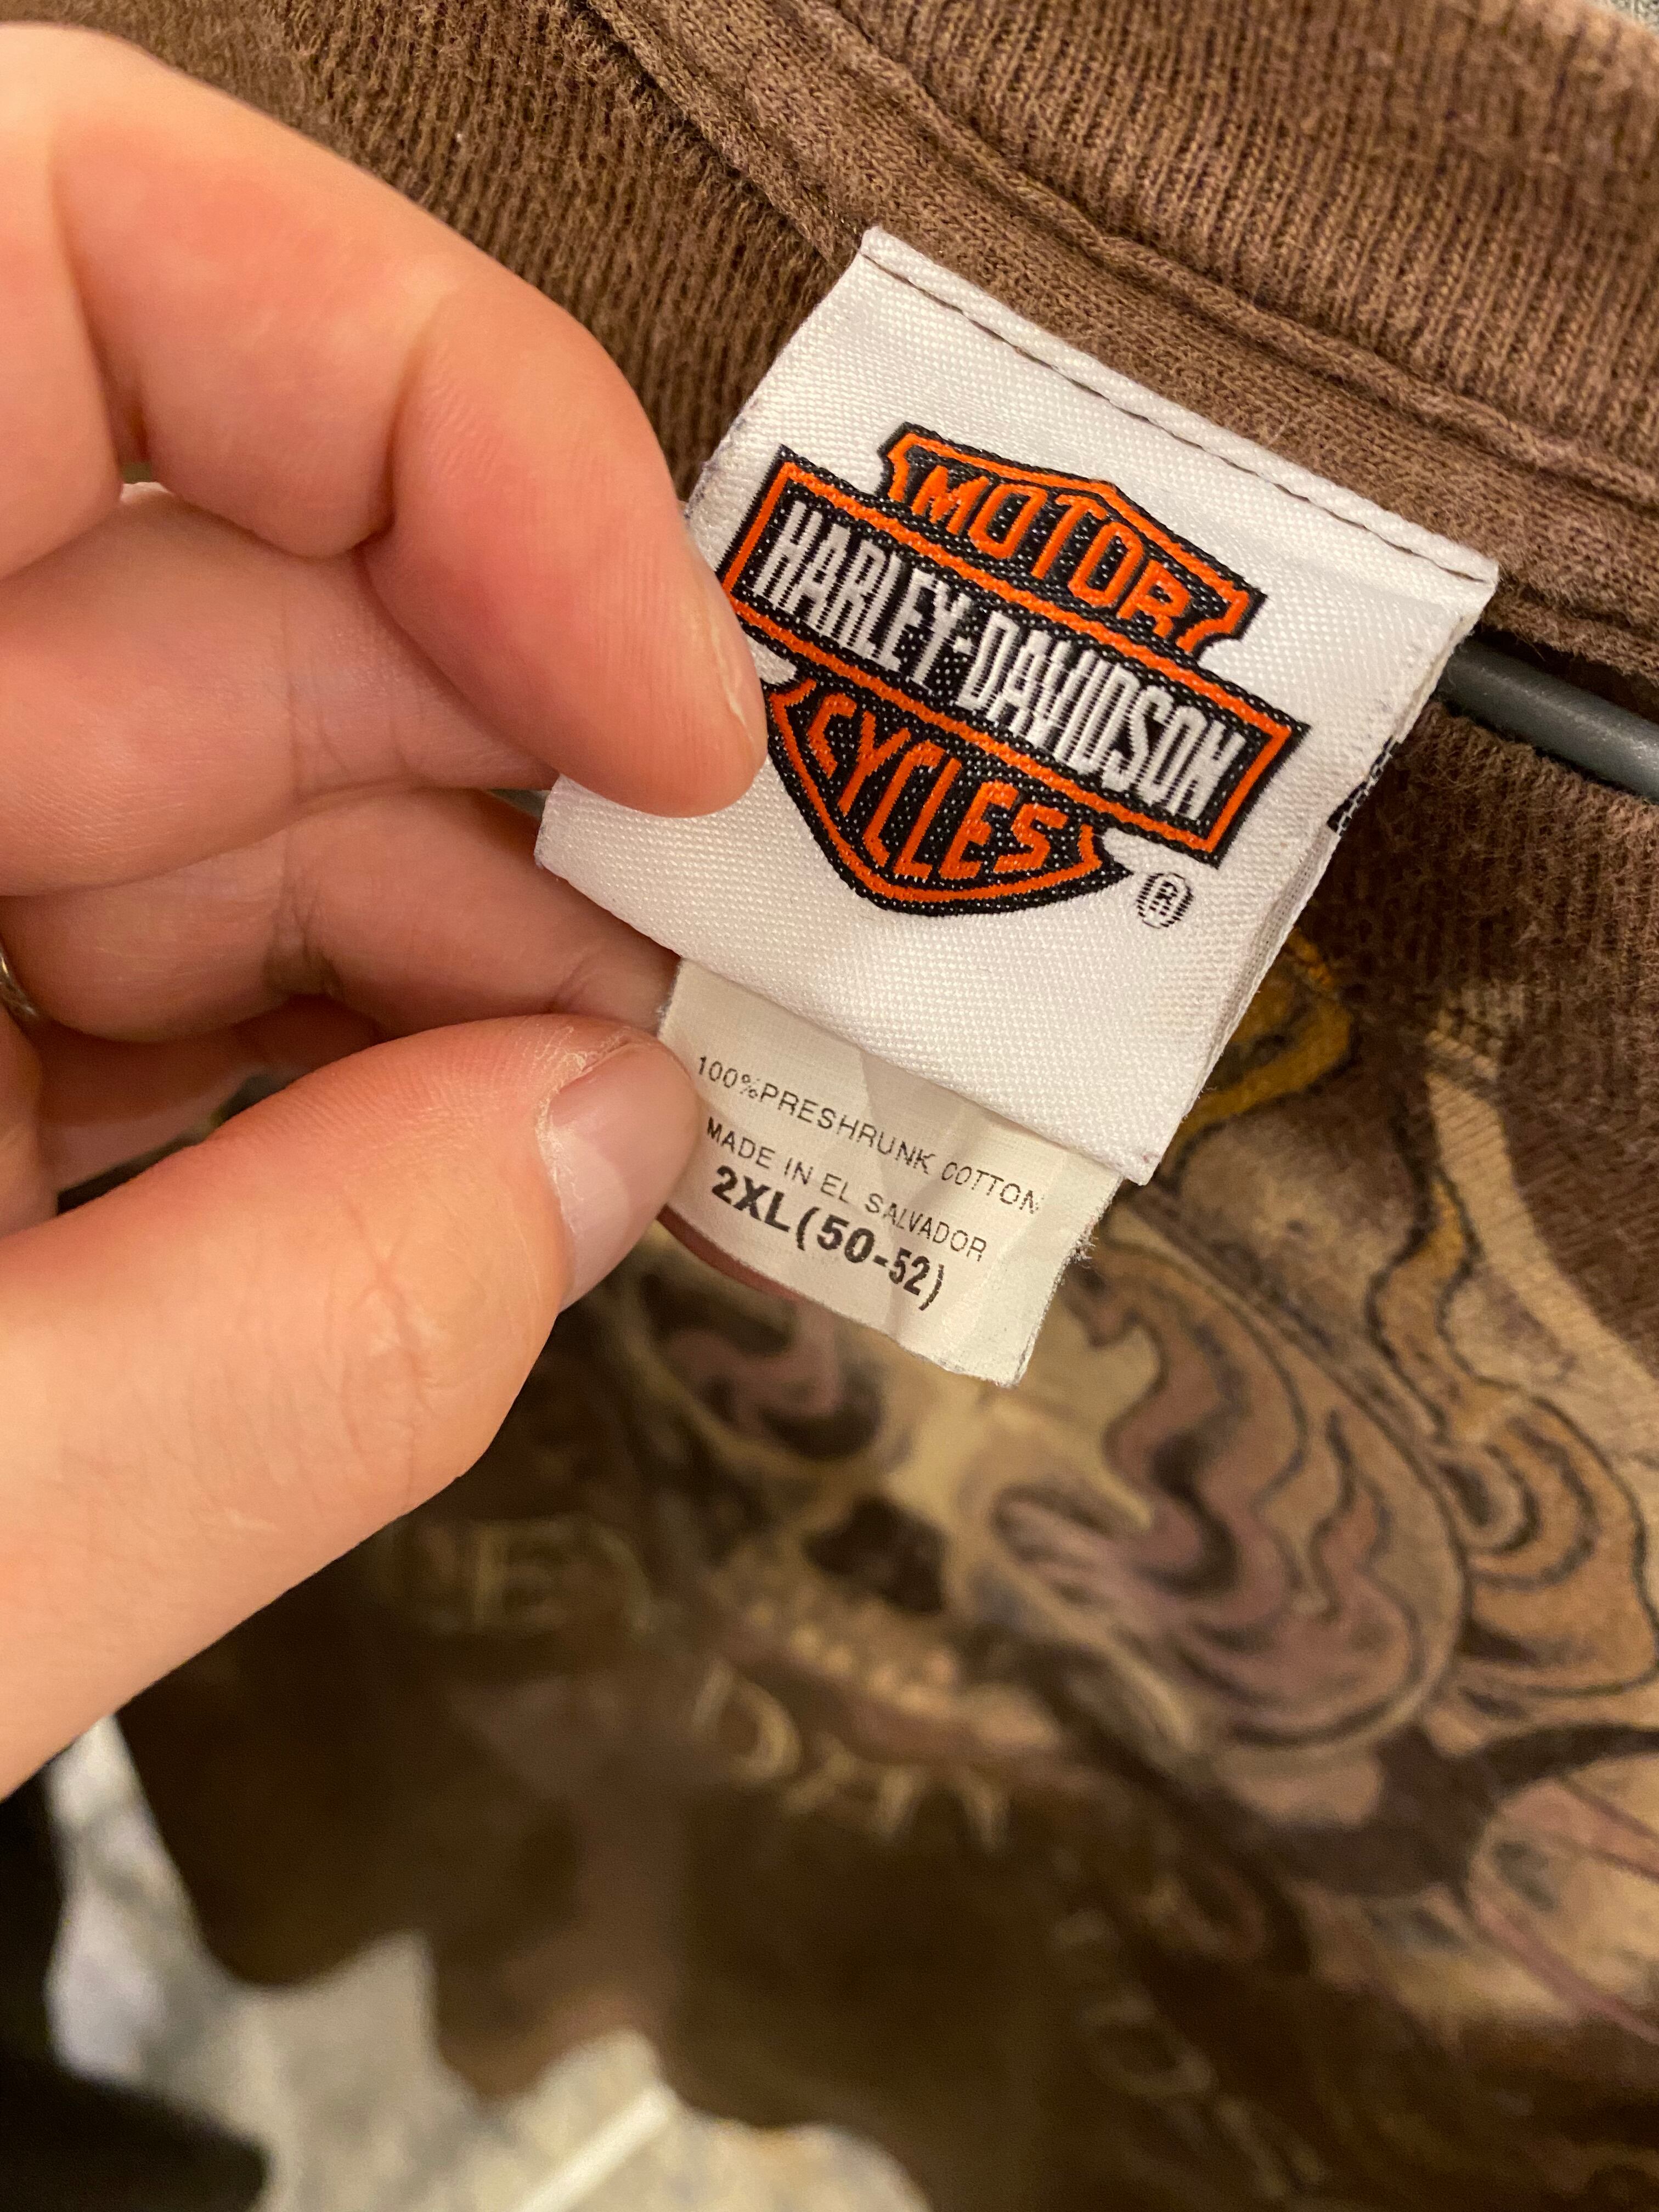 MOTOR
HARLEY-DAVIDSON
CYCLES
®
100%PRESHRUNK COTTON
MADE IN EL SALVADOR
2XL(50-52)